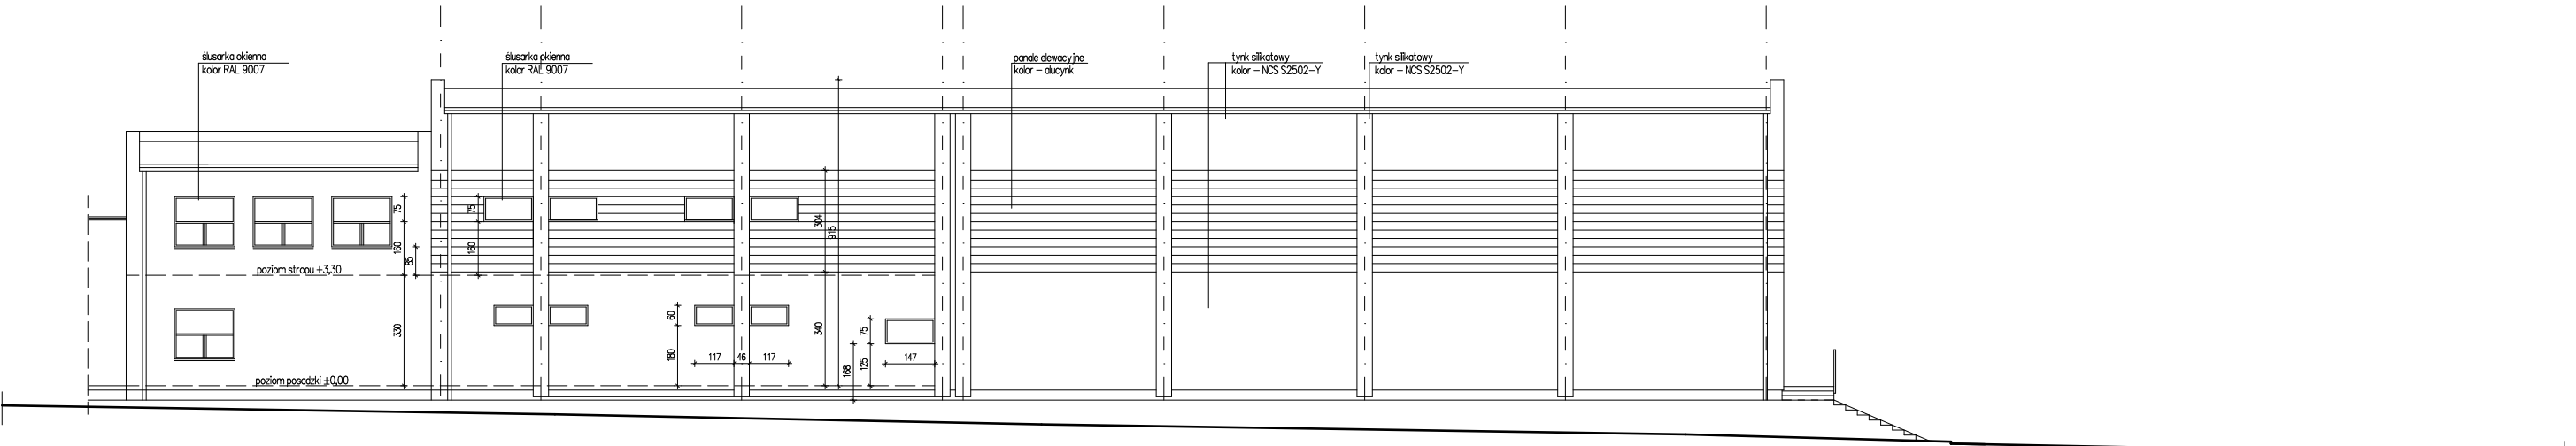 ślusarka okienna
kolor RAL 9007
ślusarka okienna
kolor RAL 9007
panele elewacyjne
kolor – alucynk
tynk silikatowy
kolor – NCS S2502–Y
tynk silikatowy
kolor – NCS S2502–Y
75
160
85
75
160
304
915
poziom stropu +3,30
330
60
180
117
46
117
340
168
75
125
147
poziom posadzki ±0,00